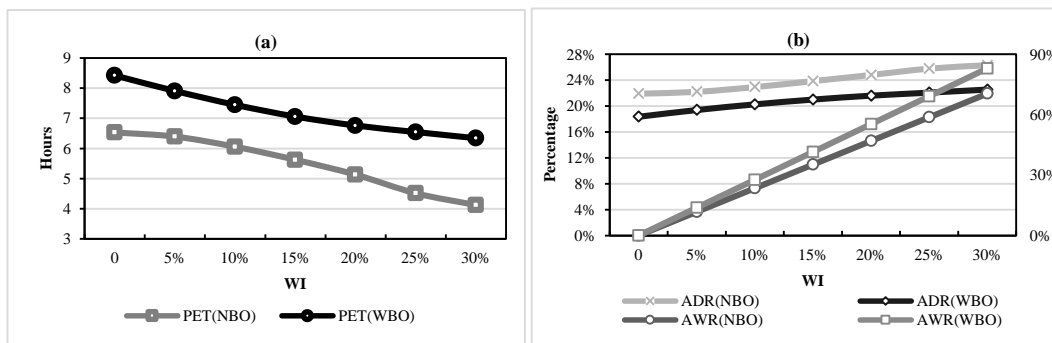 (a)
9
8
7
6
5
4
3
Hours
0 5% 10% 15% 20% 25% 30%
WI
PET(NBO) PET(WBO)
(b)
28% 90%
24%
20%
60%
16%
12%
30%
8%
4%
0% 0%
Percentage
0 5% 10% 15% 20% 25% 30%
WI
ADR(NBO) ADR(WBO)
AWR(NBO) AWR(WBO)